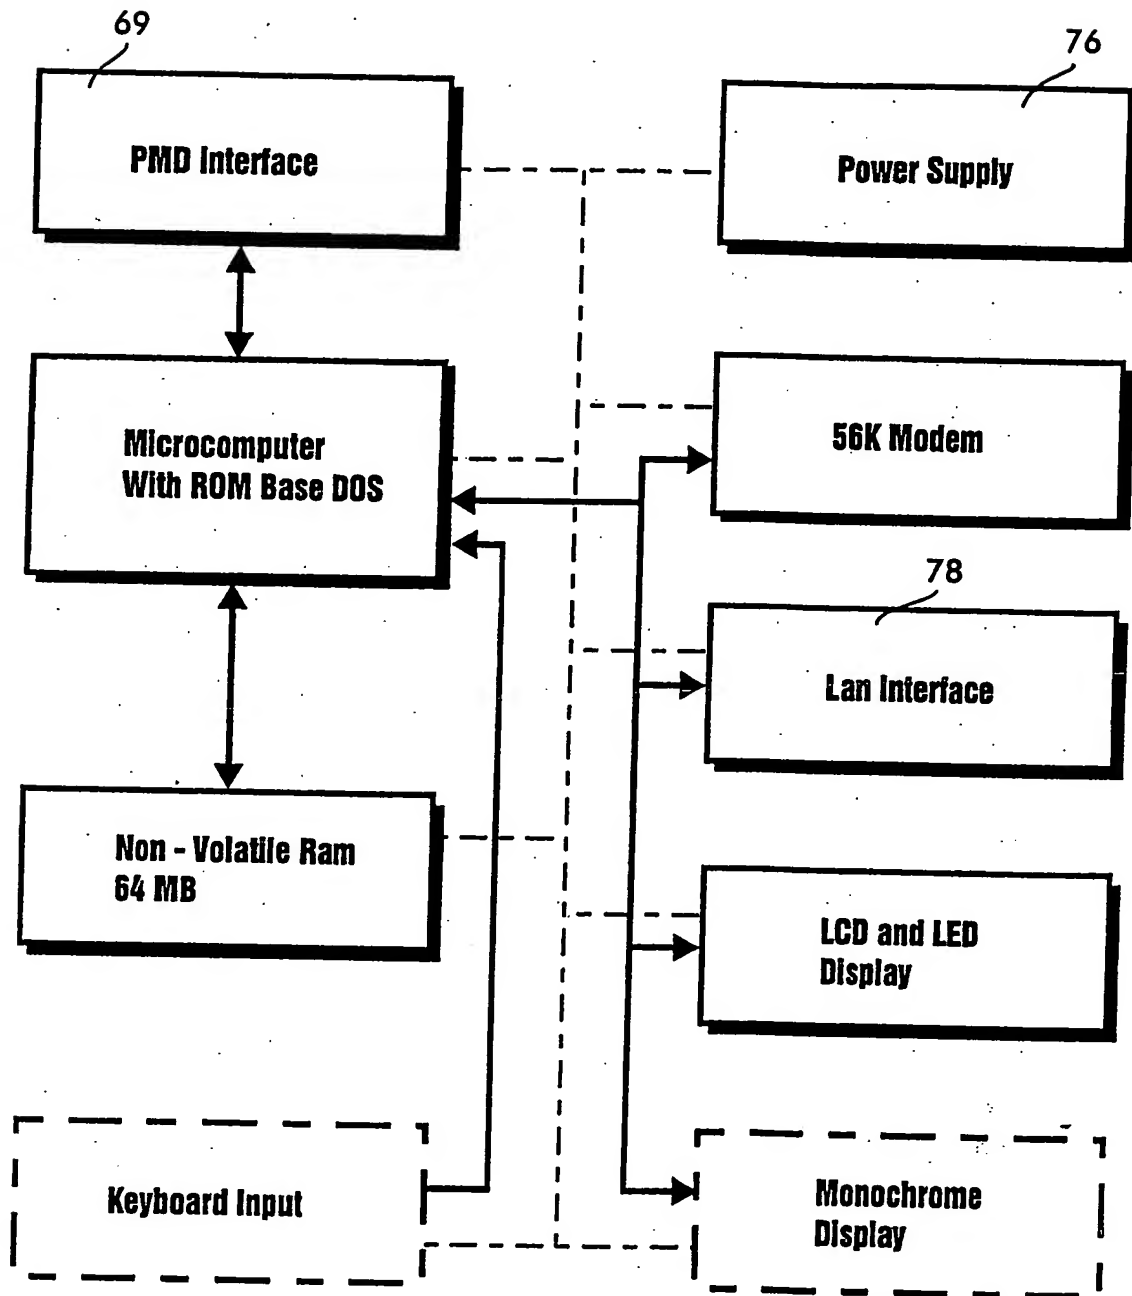 69
76
PMD Interface
Power Supply
Microcomputer
With ROM Base DOS
56K Modem
78
Lan Interface
Non - Volatile Ram
64 MB
LCD and LED
Display
Keyboard Input
Monochrome
Display